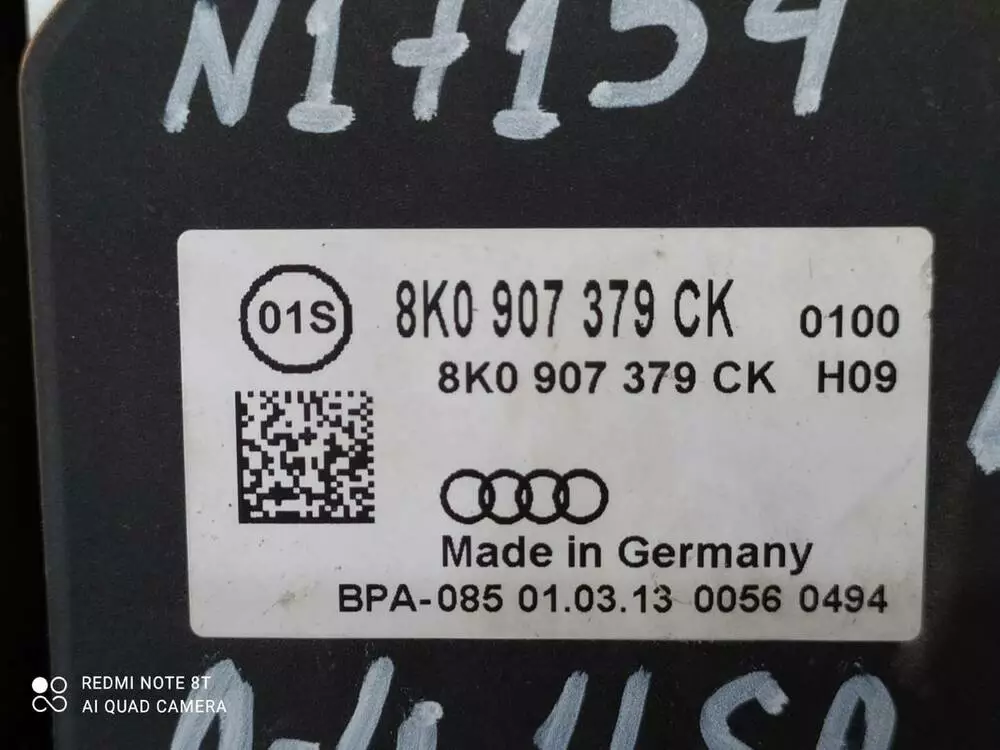 N17154
01S
8K0 907 379 CK 0100
8K0 907 379 CK H09
Made in Germany
BPA-085 01.03.13 0056 0494
REDMI NOTE 8T
AI QUAD CAMERA